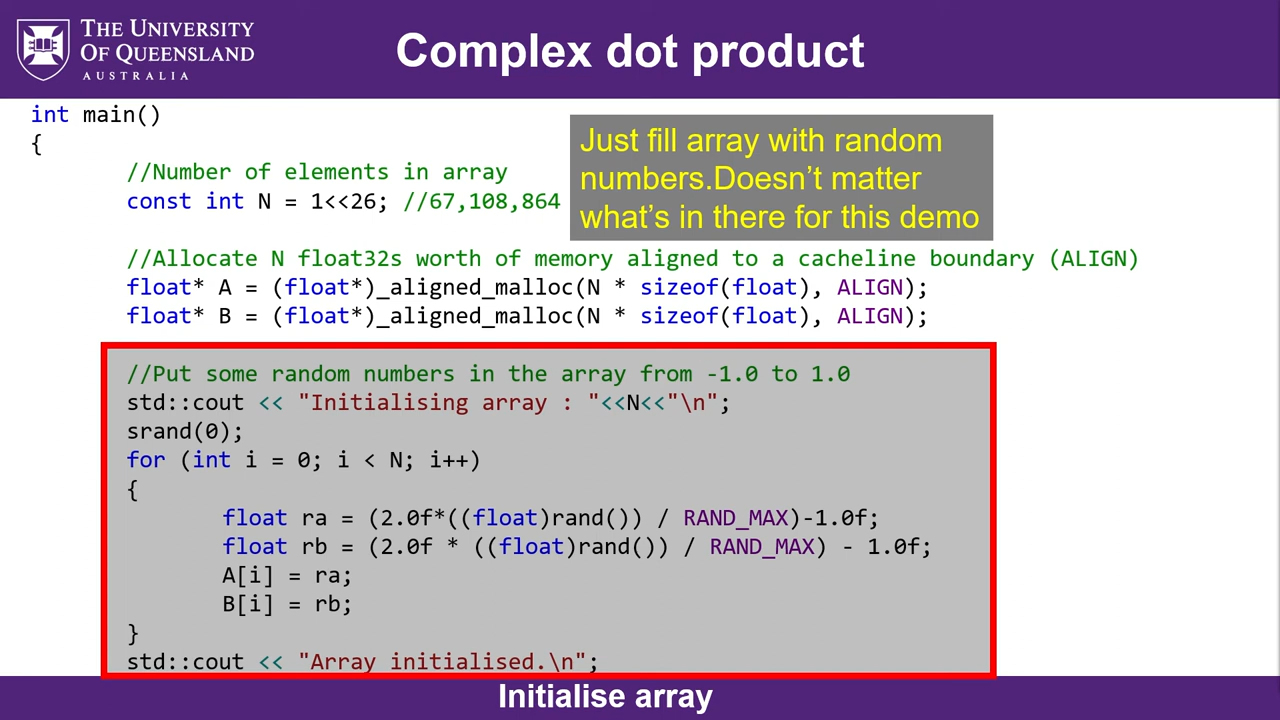 THE UNIVERSITY
OF QUEENSLAND
AUSTRALIA
Complex dot product
int main()
{
//Number of elements in array
const int N = 1<<26; //67,108,864
Just fill array with random
numbers.Doesn't matter
what's in there for this demo
//Allocate N float32s worth of memory aligned to a cacheline boundary (ALIGN)
float* A = (float*)_aligned_malloc(N * sizeof(float), ALIGN);
float* B = (float*)_aligned_malloc(N * sizeof(float), ALIGN);
//Put some random numbers in the array from -1.0 to 1.0
std::cout << "Initialising array : "<<N<<"\n";
srand(0);
for (int i = 0; i < N; i++)
{
float ra = (2.0f*((float)rand()) / RAND_MAX)-1.0f;
float rb = (2.0f * ((float)rand()) / RAND_MAX) - 1.0f;
A[i] = ra;
B[i] = rb;
}
std::cout << "Array initialised.\n";
Initialise array